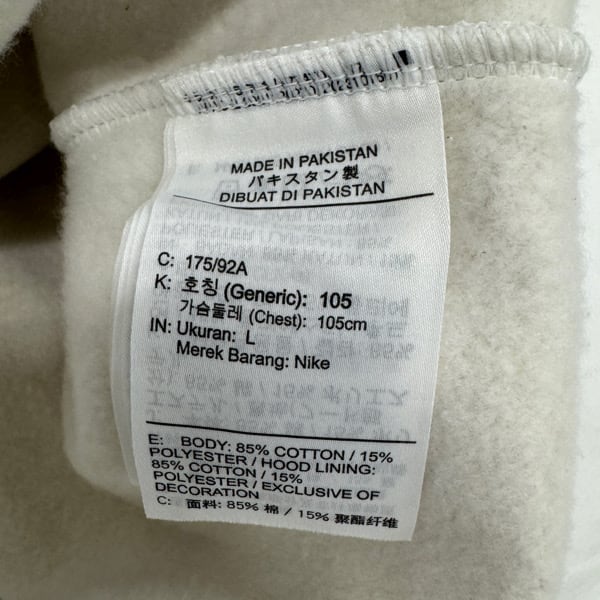 MADE IN PAKISTAN
パキスタン製
DIBUAT DI PAKISTAN
C: 175/92A
K: 호칭 (Generic): 105
가슴둘레 (Chest): 105cm
IN: Ukuran: L
Merek Barang: Nike
E: BODY: 85% COTTON / 15%
POLYESTER / HOOD LINING:
85% COTTON / 15%
POLYESTER / EXCLUSIVE OF
DECORATION
C: 面料: 85% 棉 / 15% 聚酯纤维